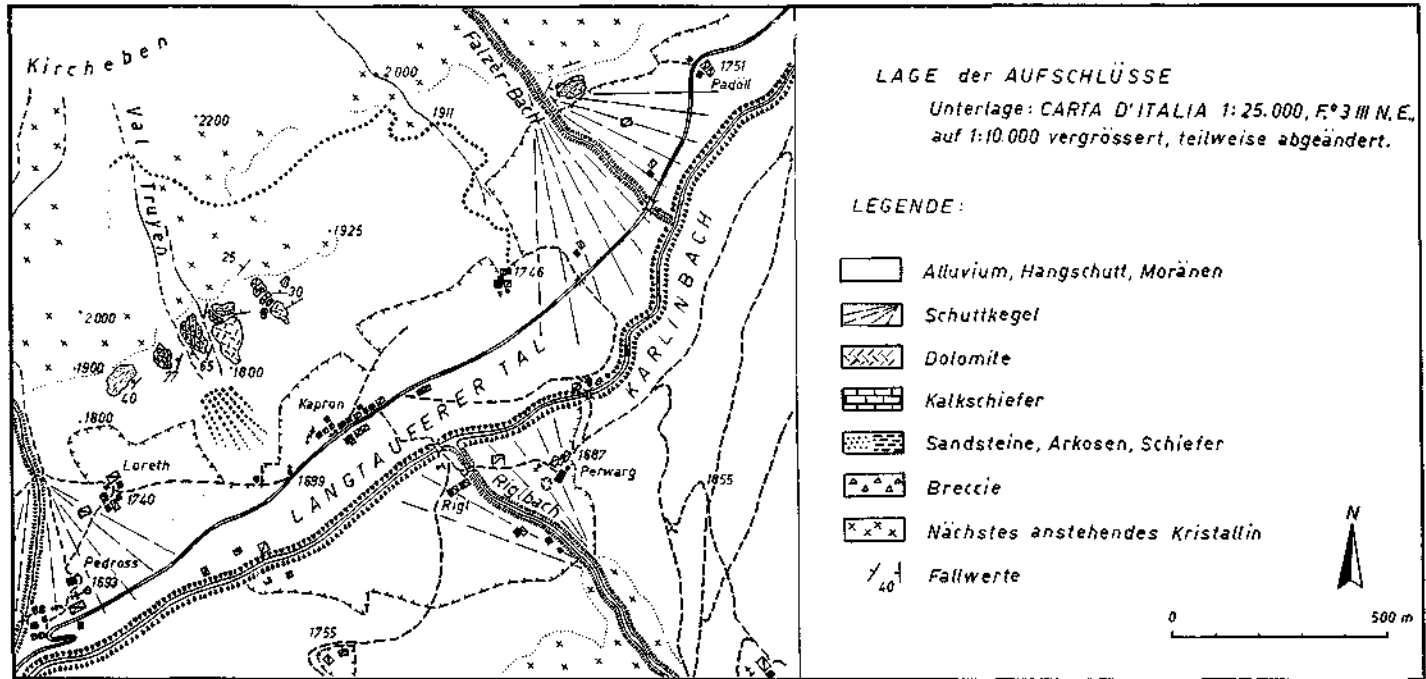 Kircheben
Val Truyen
2200
2000
1911
Falzer-Bach
1751
Padöll
1925
25
30
1746
2000
1900
77
65
1800
40
1800
Kapron
Loreth
1740
1699
LANGTAUFERER TAL
KARLINBACH
1687
Perwarg
Riglbach
Rigl
1855
Pedross
1693
1755
LAGE der AUFSCHLÜSSE
Unterlage: CARTA D'ITALIA 1:25.000, F.° 3 III N.E.,
auf 1:10.000 vergrössert, teilweise abgeändert.
LEGENDE:
Alluvium, Hangschutt, Moränen
Schuttkegel
Dolomite
Kalkschiefer
Sandsteine, Arkosen, Schiefer
Breccie
Nächstes anstehendes Kristallin
40 Fallwerte
N
0 500 m